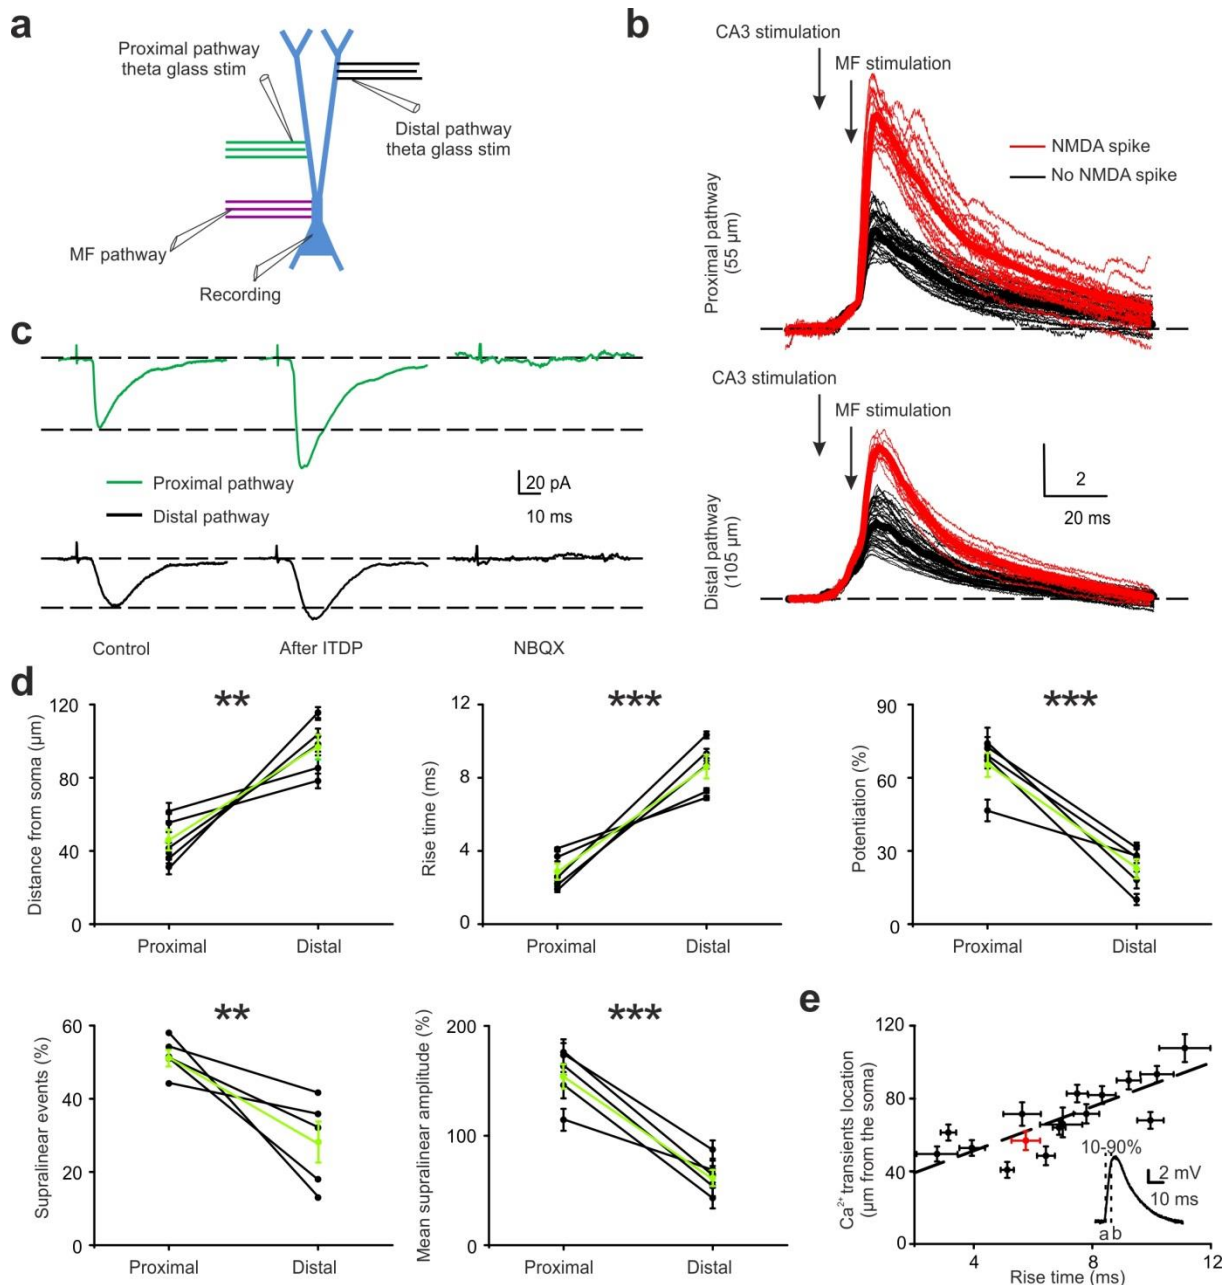 a
Proximal pathway
theta glass stim
Distal pathway
theta glass stim
MF pathway
Recording
b
CA3 stimulation
MF stimulation
NMDA spike
No NMDA spike
Proximal pathway
(55 µm)
CA3 stimulation
MF stimulation
2
20 ms
Distal pathway
(105 µm)
c
Proximal pathway
Distal pathway
20 pA
10 ms
Control
After ITDP
NBQX
d
**
Distance from soma (µm)
120
80
40
0
Proximal
Distal
***
Rise time (ms)
12
8
4
0
Proximal
Distal
***
Potentiation (%)
90
60
30
0
Proximal
Distal
**
Supralinear events (%)
60
40
20
0
Proximal
Distal
***
Mean supralinear amplitude (%)
200
100
0
Proximal
Distal
e
Ca²⁺ transients location
(µm from the soma)
120
80
40
0
10-90%
2 mV
10 ms
a b
4
8
12
Rise time (ms)